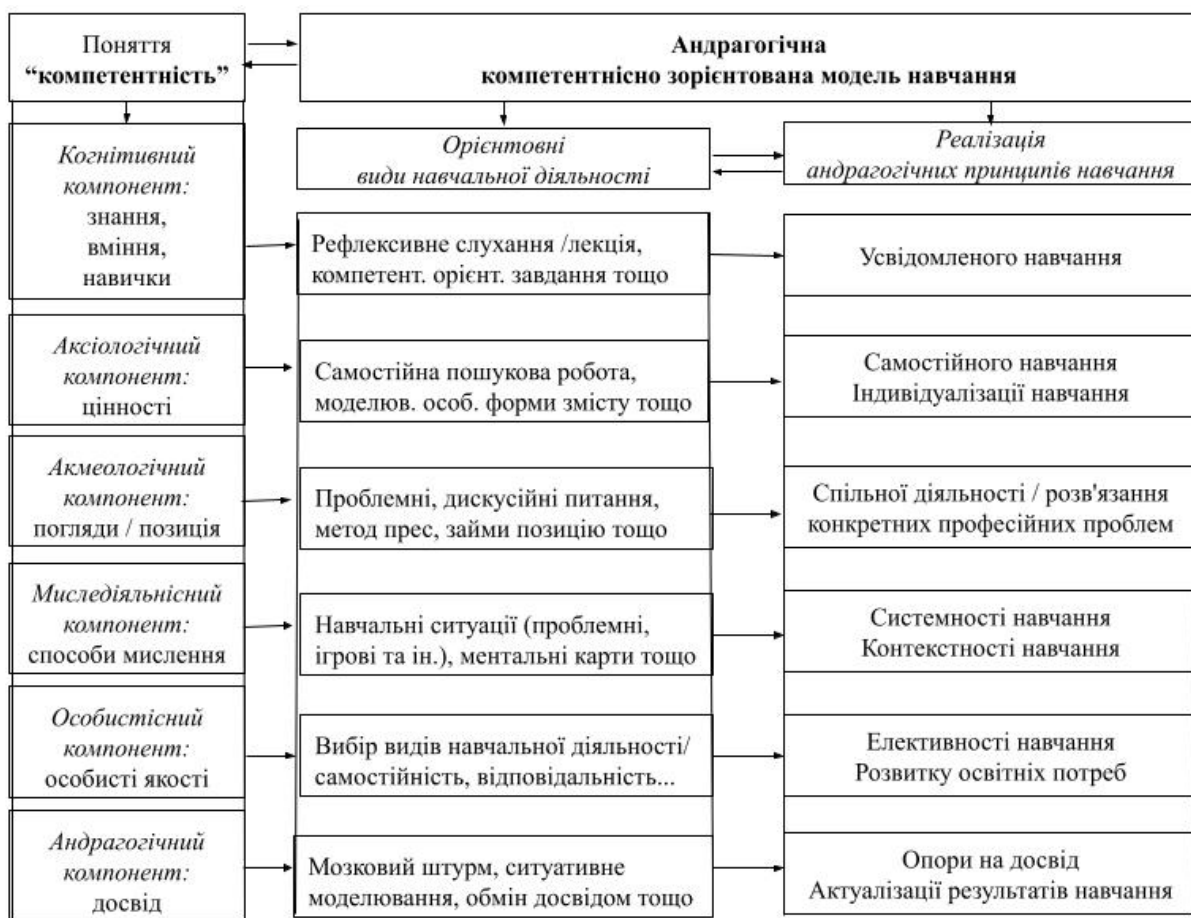 Поняття
“компетентність”
Андрагогічна
компетентнісно зорієнтована модель навчання
Орієнтовні
види навчальної діяльності
Реалізація
андрагогічних принципів навчання
Когнітивний
компонент:
знання,
вміння,
навички
Рефлексивне слухання /лекція,
компетент. орієнт. завдання тощо
Усвідомленого навчання
Аксіологічний
компонент:
цінності
Самостійна пошукова робота,
моделюв. особ. форми змісту тощо
Самостійного навчання
Індивідуалізації навчання
Акмеологічний
компонент:
погляди / позиція
Проблемні, дискусійні питання,
метод прес, займи позицію тощо
Спільної діяльності / розв'язання
конкретних професійних проблем
Миследіяльнісний
компонент:
способи мислення
Навчальні ситуації (проблемні,
ігрові та ін.), ментальні карти тощо
Системності навчання
Контекстності навчання
Особистісний
компонент:
особисті якості
Вибір видів навчальної діяльності/
самостійність, відповідальність...
Елективності навчання
Розвитку освітніх потреб
Андрагогічний
компонент:
досвід
Мозковий штурм, ситуативне
моделювання, обмін досвідом тощо
Опори на досвід
Актуалізації результатів навчання